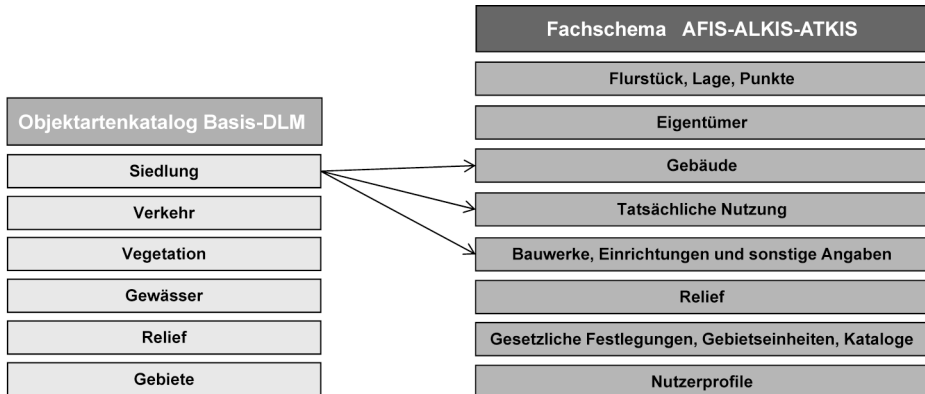 Objektartenkatalog Basis-DLM
Siedlung
Verkehr
Vegetation
Gewässer
Relief
Gebiete
Fachschema AFIS-ALKIS-ATKIS
Flurstück, Lage, Punkte
Eigentümer
Gebäude
Tatsächliche Nutzung
Bauwerke, Einrichtungen und sonstige Angaben
Relief
Gesetzliche Festlegungen, Gebietseinheiten, Kataloge
Nutzerprofile